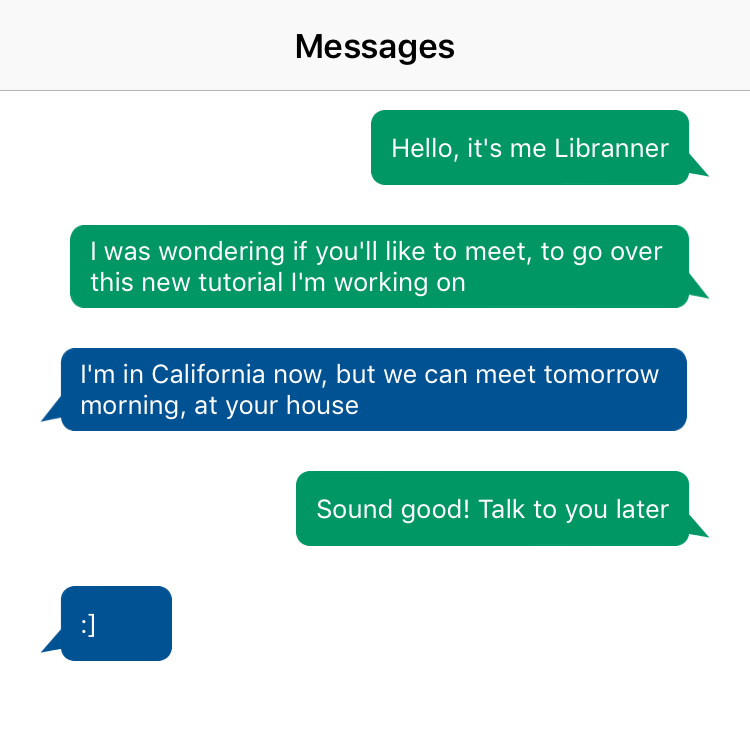 Messages
Hello, it's me Libranner
I was wondering if you'll like to meet, to go over
this new tutorial I'm working on
I'm in California now, but we can meet tomorrow
morning, at your house
Sound good! Talk to you later
:]